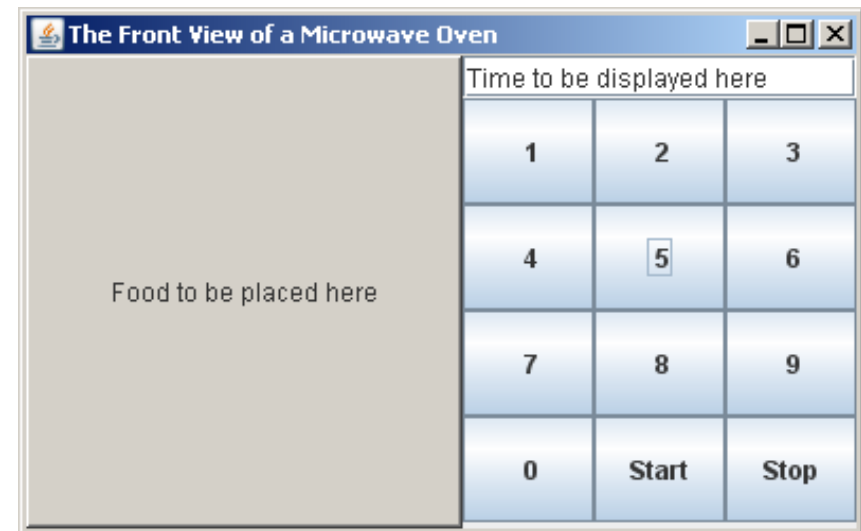 The Front View of a Microwave Oven
Time to be displayed here
Food to be placed here
1 2 3
4 5 6
7 8 9
0 Start Stop